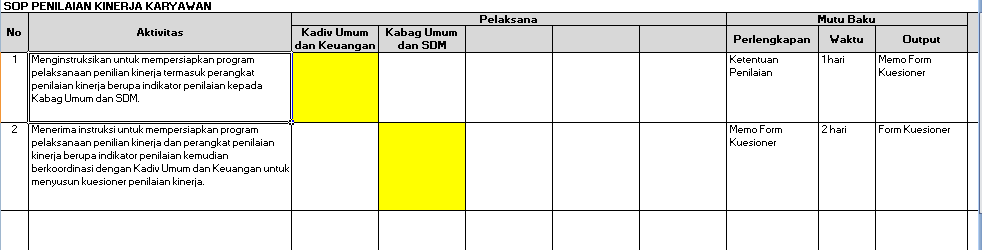 SOP PENILAIAN KINERJA KARYAWAN
No
Aktivitas
Pelaksana
Mutu Baku
Kadiv Umum
dan Keuangan
Kabag Umum
dan SDM
Perlengkapan
Waktu
Output
1
Menginstruksikan untuk mempersiapkan program
pelaksanaan penilian kinerja termasuk perangkat
penilaian kinerja berupa indikator penilaian kepada
Kabag Umum dan SDM.
Ketentuan
Penilaian
1 hari
Memo Form
Kuesioner
2
Menerima instruksi untuk mempersiapkan program
pelaksanaan penilian kinerja dan perangkat penilaian
kinerja berupa indikator penilaian kemudian
berkoordinasi dengan Kadiv Umum dan Keuangan untuk
menyusun kuesioner penilaian kinerja.
Memo Form
Kuesioner
2 hari
Form Kuesioner